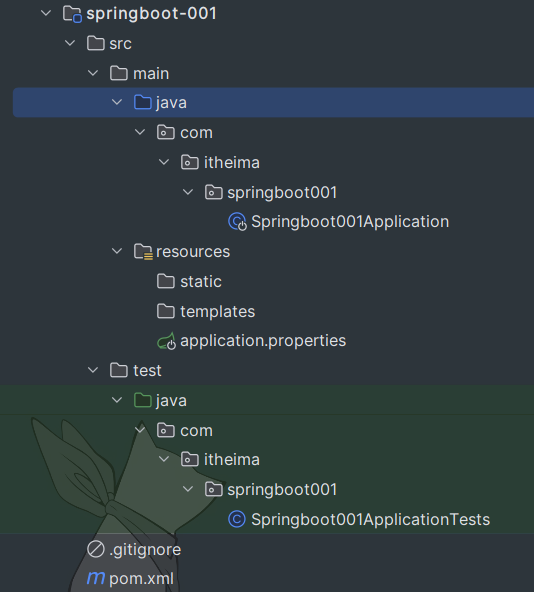 springboot-001
src
main
java
com
itheima
springboot001
Springboot001Application
resources
static
templates
application.properties
test
java
com
itheima
springboot001
Springboot001ApplicationTests
.gitignore
pom.xml